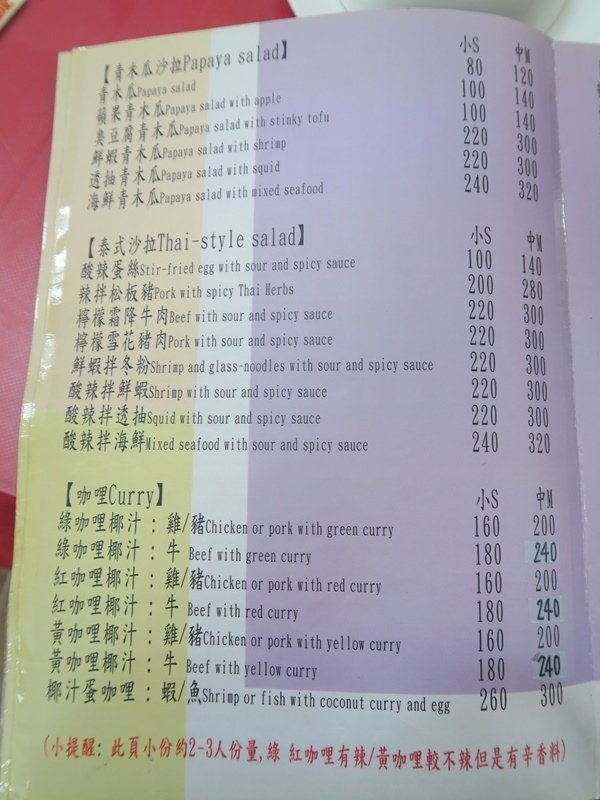 【青木瓜沙拉Papaya salad】 小S 中M
青木瓜Papaya salad 80 120
蘋果青木瓜Papaya salad with apple 100 140
臭豆腐青木瓜Papaya salad with stinky tofu 100 140
鮮蝦青木瓜Papaya salad with shrimp 220 300
透抽青木瓜Papaya salad with squid 220 300
海鮮青木瓜Papaya salad with mixed seafood 240 320
【泰式沙拉Thai-style salad】 小S 中M
酸辣蛋絲Stir-fried egg with sour and spicy sauce 100 140
辣拌松板豬Pork with spicy Thai Herbs 200 280
檸檬霜降牛肉Beef with sour and spicy sauce 220 300
檸檬雪花豬肉Pork with sour and spicy sauce 220 300
鮮蝦拌冬粉Shrimp and glass-noodles with sour and spicy sauce 220 300
酸辣拌鮮蝦Shrimp with sour and spicy sauce 220 300
酸辣拌透抽Squid with sour and spicy sauce 220 300
酸辣拌海鮮Mixed seafood with sour and spicy sauce 240 320
【咖哩Curry】 小S 中M
綠咖哩椰汁：雞/豬Chicken or pork with green curry 160 200
綠咖哩椰汁：牛 Beef with green curry 180 240
紅咖哩椰汁：雞/豬Chicken or pork with red curry 160 200
紅咖哩椰汁：牛 Beef with red curry 180 240
黃咖哩椰汁：雞/豬Chicken or pork with yellow curry 160 200
黃咖哩椰汁：牛 Beef with yellow curry 180 240
椰汁蛋咖哩：蝦/魚Shrimp or fish with coconut curry and egg 260 300
(小提醒：此頁小份約2-3人份量,綠 紅咖哩有辣/黃咖哩較不辣但是有辛香料)